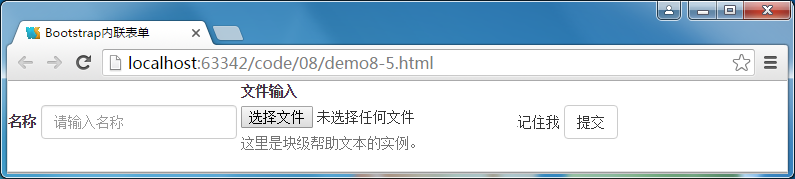 Bootstrap内联表单
localhost:63342/code/08/demo8-5.html
文件输入
名称 请输入名称 选择文件 未选择任何文件 记住我 提交
这里是块级帮助文本的实例。